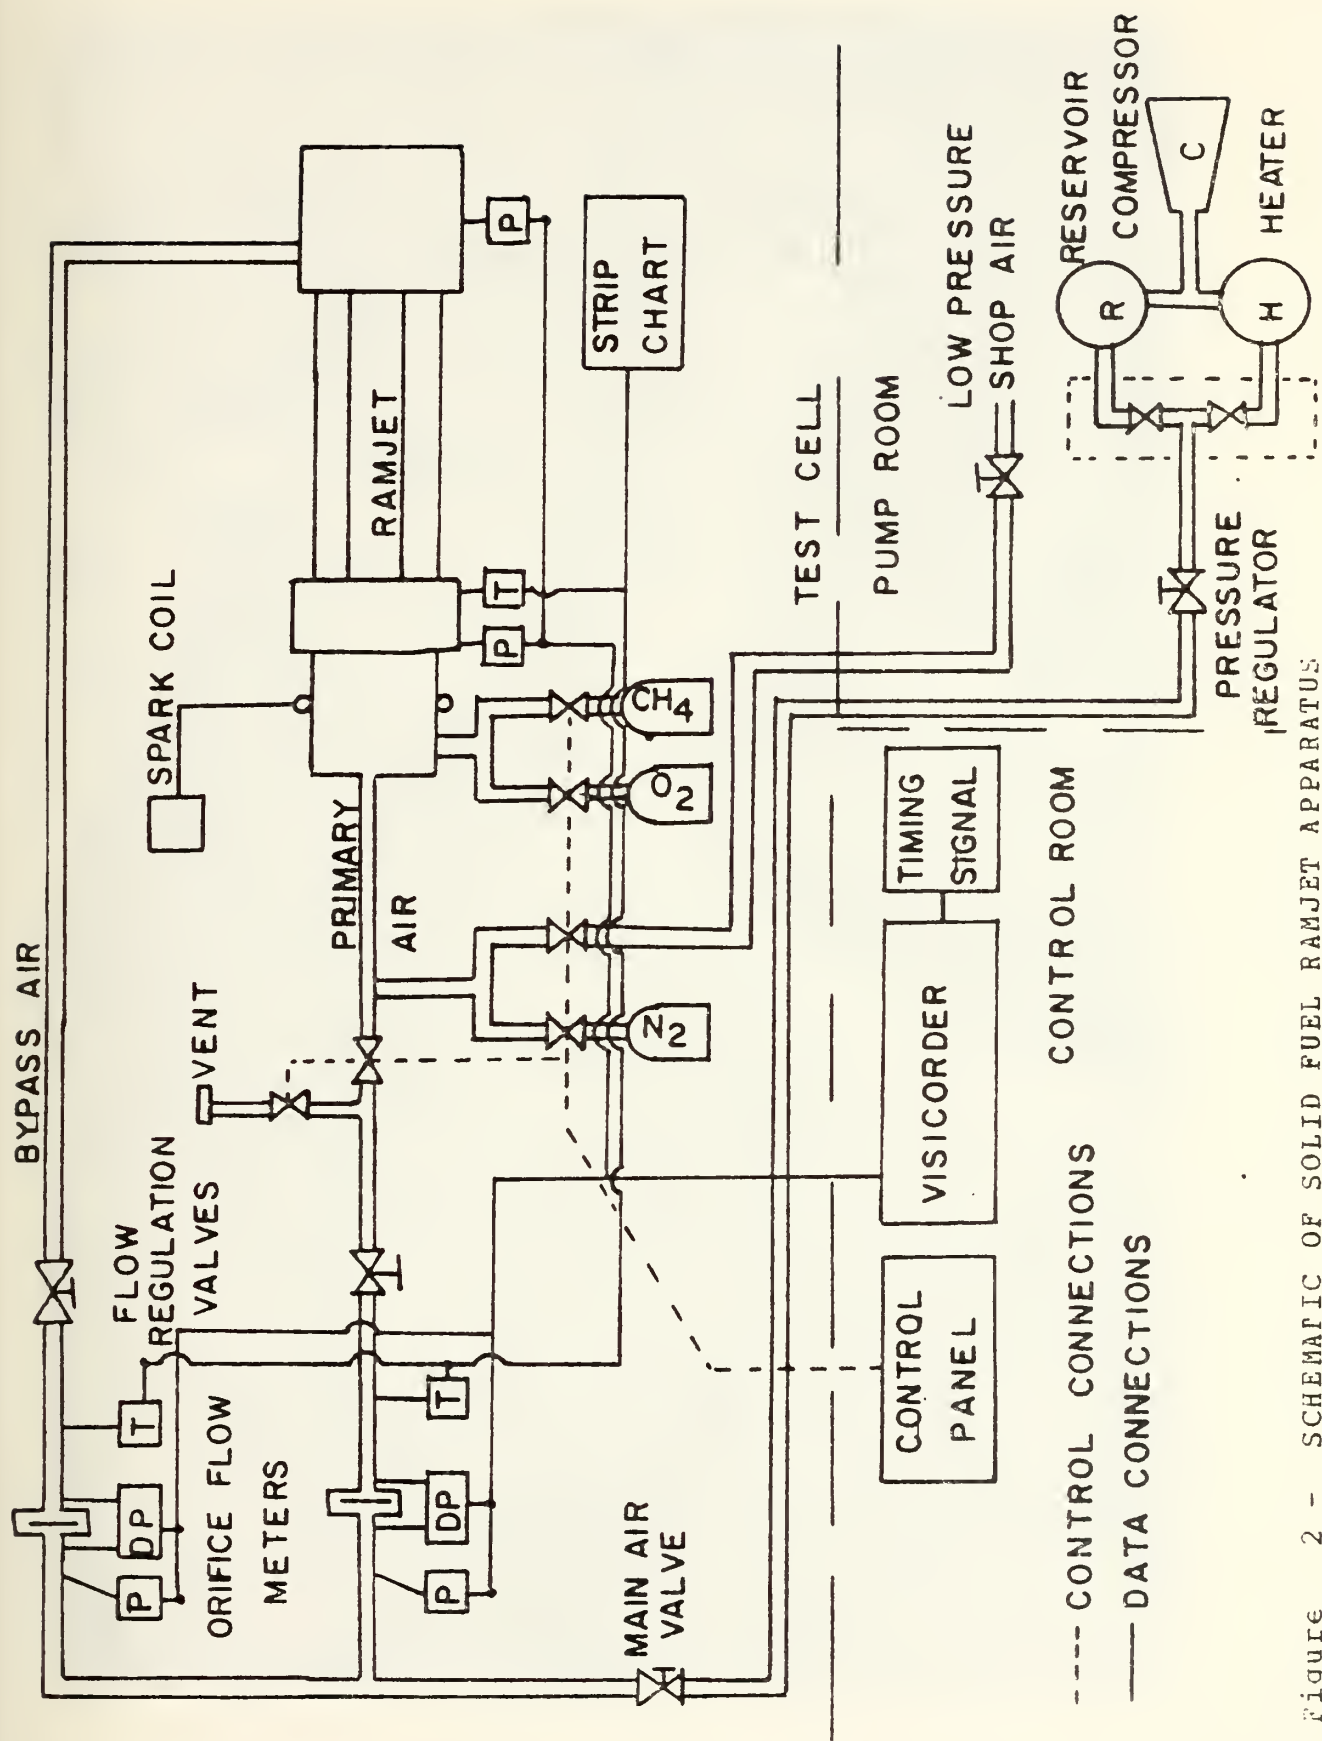 BYPASS AIR
SPARK COIL
VENT
FLOW
REGULATION
VALVES
PRIMARY
AIR
RAMJET
T
DP
P
ORIFICE FLOW
METERS
T
DP
P
P
T
P
STRIP
CHART
CH4
O2
N2
MAIN AIR
VALVE
TEST CELL
PUMP ROOM
LOW PRESSURE
SHOP AIR
RESERVOIR
COMPRESSOR
HEATER
R
C
H
PRESSURE
REGULATOR
CONTROL
PANEL
VISICORDER
TIMING
SIGNAL
CONTROL ROOM
CONTROL CONNECTIONS
DATA CONNECTIONS
Figure 2 - SCHEMATIC OF SOLID FUEL RAMJET APPARATUS